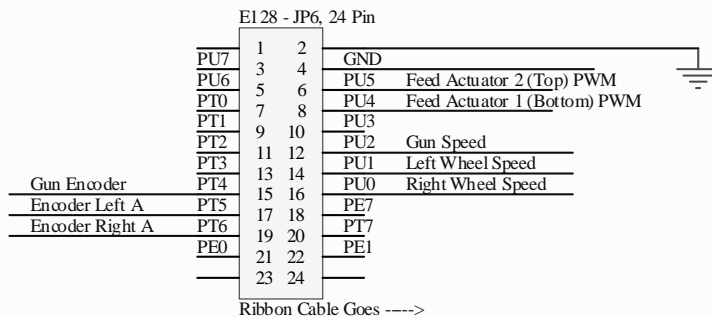 E128 - JP6, 24 Pin
1 2
PU7 3 4 GND
PU6 5 6 PU5 Feed Actuator 2 (Top) PWM
PT0 7 8 PU4 Feed Actuator 1 (Bottom) PWM
PT1 9 10 PU3
PT2 11 12 PU2 Gun Speed
PT3 13 14 PU1 Left Wheel Speed
Gun Encoder PT4 15 16 PU0 Right Wheel Speed
Encoder Left A PT5 17 18 PE7
Encoder Right A PT6 19 20 PT7
PE0 21 22 PE1
23 24
Ribbon Cable Goes ---->